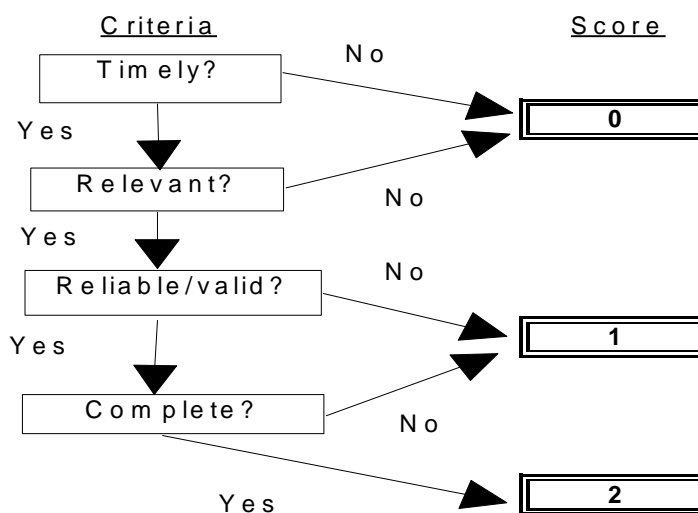 Criteria
Score
No
Timely?
0
Yes
Relevant?
No
Yes
No
Reliable/valid?
1
Yes
Complete?
No
2
Yes